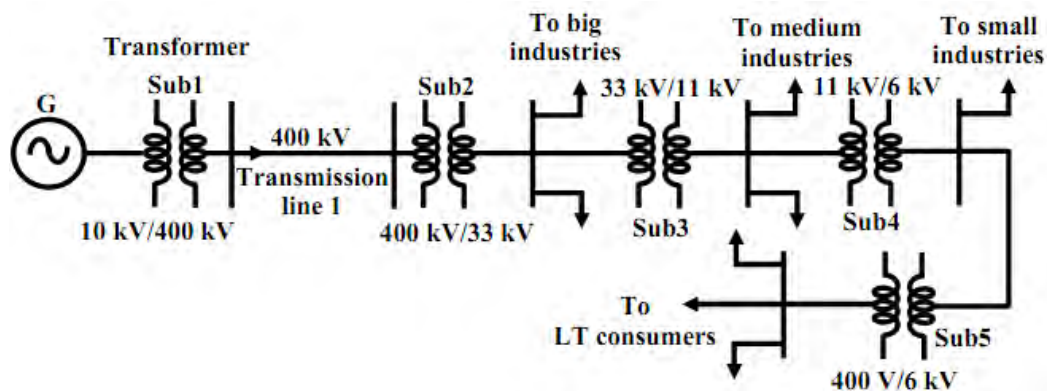 Transformer
Sub1
G
10 kV/400 kV
400 kV
Transmission
line 1
Sub2
400 kV/33 kV
To big
industries
33 kV/11 kV
Sub3
To medium
industries
11 kV/6 kV
Sub4
To small
industries
To
LT consumers
Sub5
400 V/6 kV